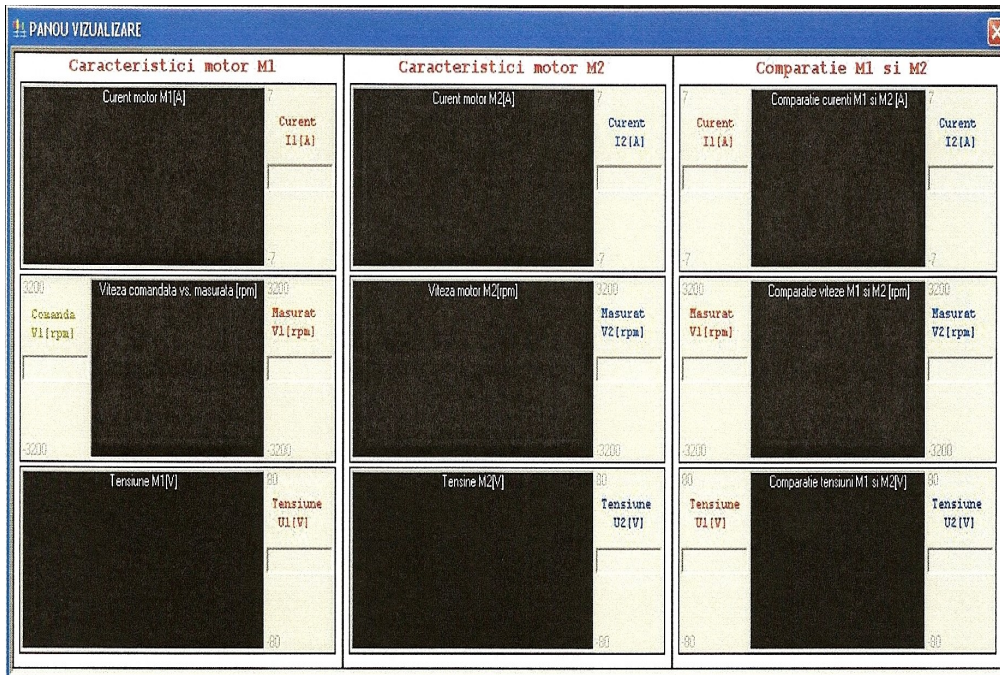 PANOU VIZUALIZARE
Caracteristici motor M1
Curent motor M1[A]
7
Curent
I1[A]
-7
3200
Viteza comandata vs. masurata [rpm]
3200
Comanda
V1[rpm]
Masurat
V1[rpm]
-3200
-3200
Tensiune M1[V]
80
Tensiune
U1[V]
-80
Caracteristici motor M2
Curent motor M2[A]
7
Curent
I2[A]
-7
Viteza motor M2[rpm]
3200
Masurat
V2[rpm]
-3200
Tensine M2[V]
80
Tensiune
U2[V]
-80
Comparatie M1 si M2
7
Comparatie curenti M1 si M2 [A]
7
Curent
I1[A]
Curent
I2[A]
-7
-7
3200
Comparatie viteze M1 si M2 [rpm]
3200
Masurat
V1[rpm]
Masurat
V2[rpm]
-3200
-3200
80
Comparatie tensiuni M1 si M2[V]
80
Tensiune
U1[V]
Tensiune
U2[V]
-80
-80